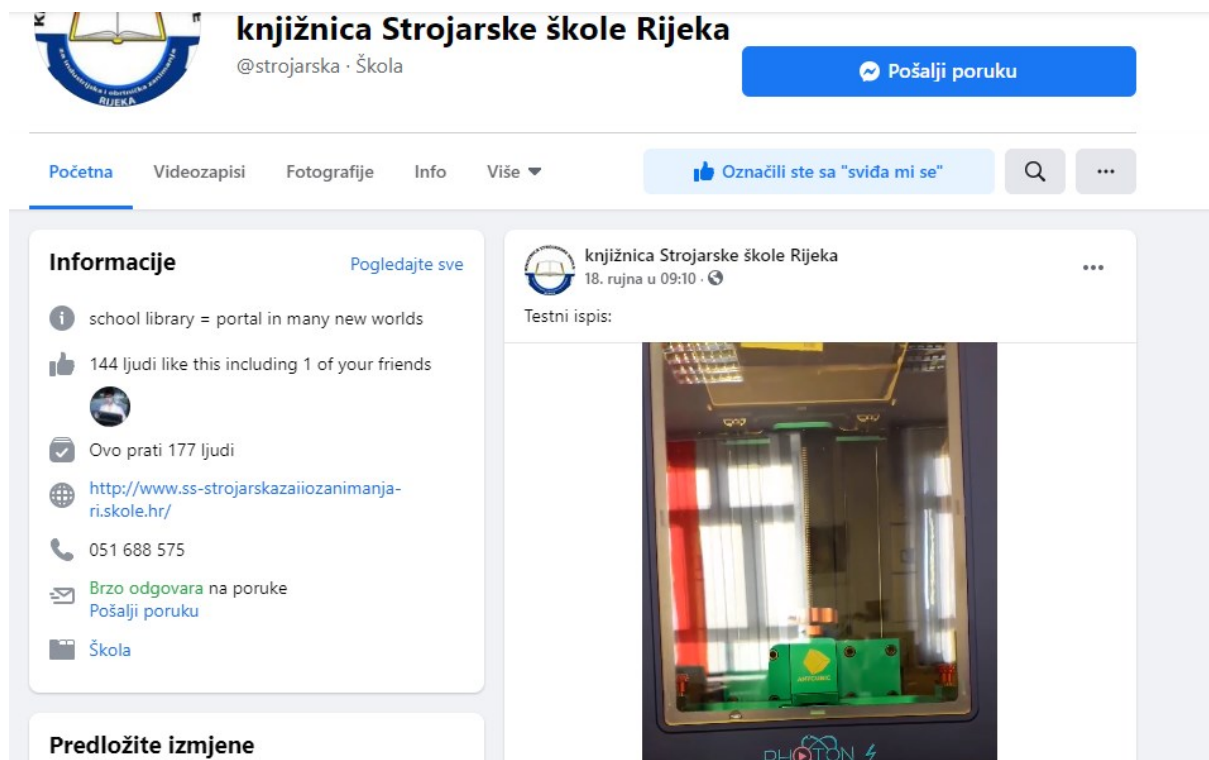 knjižnica Strojarske škole Rijeka
@strojarska · Škola
RIJEKA
Pošalji poruku
Početna
Videozapisi
Fotografije
Info
Više
Označili ste sa "sviđa mi se"
Informacije
Pogledajte sve
school library = portal in many new worlds
144 ljudi like this including 1 of your friends
Ovo prati 177 ljudi
http://www.ss-strojarskazaiiozanimanja-
ri.skole.hr/
051 688 575
Brzo odgovara na poruke
Pošalji poruku
Škola
Predložite izmjene
knjižnica Strojarske škole Rijeka
18. rujna u 09:10 ·
Testni ispis:
ANYCUBIC
PHOTON